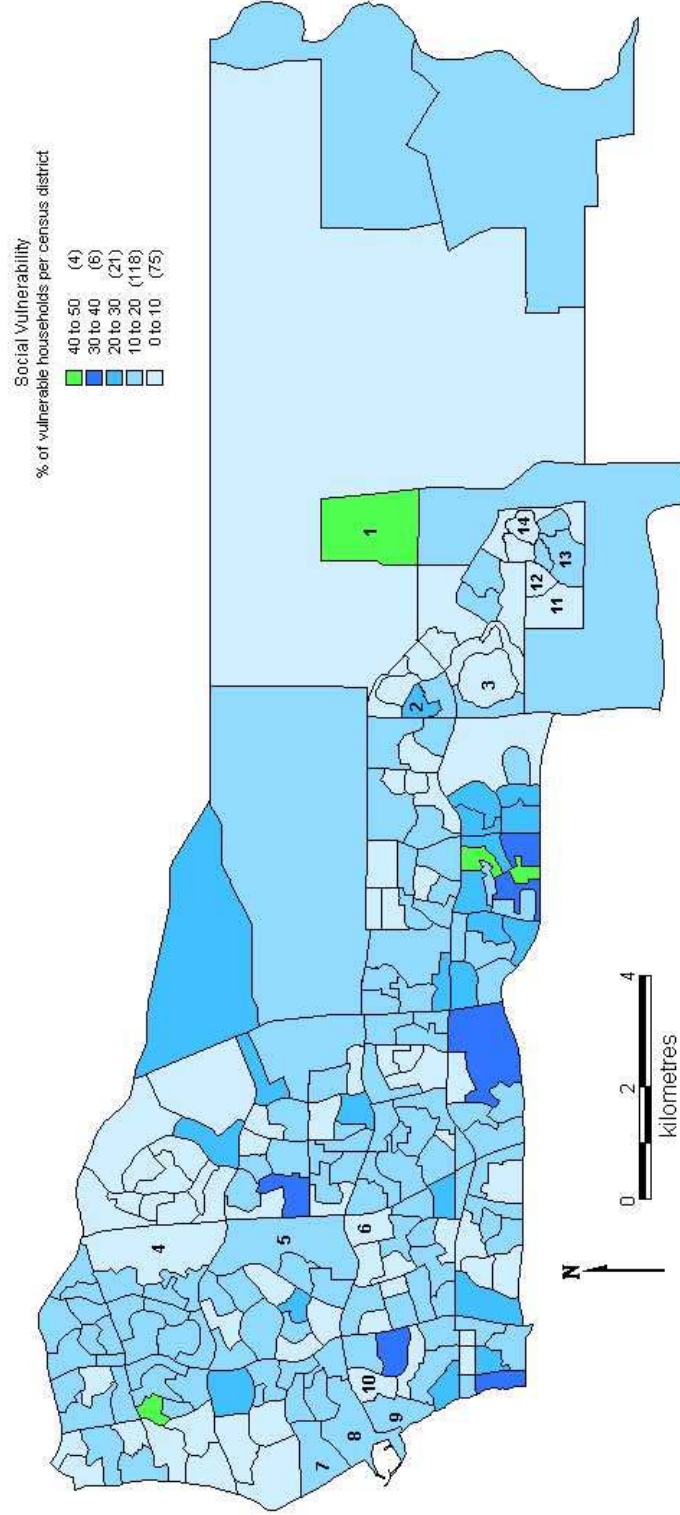 Social Vulnerability
% of vulnerable households per census district
40 to 50 (4)
30 to 40 (6)
20 to 30 (21)
10 to 20 (118)
0 to 10 (75)
1
2
3
4
5
6
7
8
9
10
11
12
13
14
N
0 2 4
kilometres